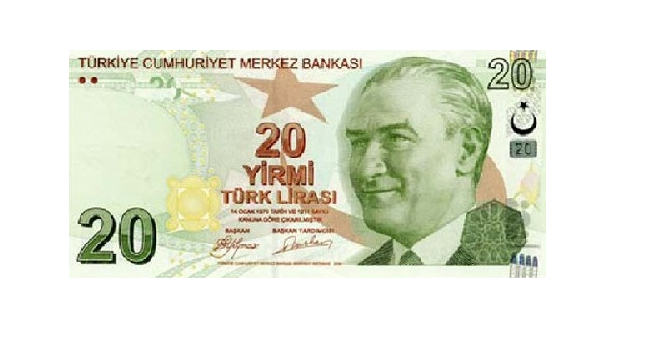 TÜRKİYE CUMHURİYET MERKEZ BANKASI
20
20
20
YİRMİ
TÜRK LİRASI
14 OCAK 1970 TARİH VE 1211 SAYILI
KANUNA GÖRE ÇIKARILMIŞTIR.
BAŞKAN BAŞKAN YARDIMCISI
20